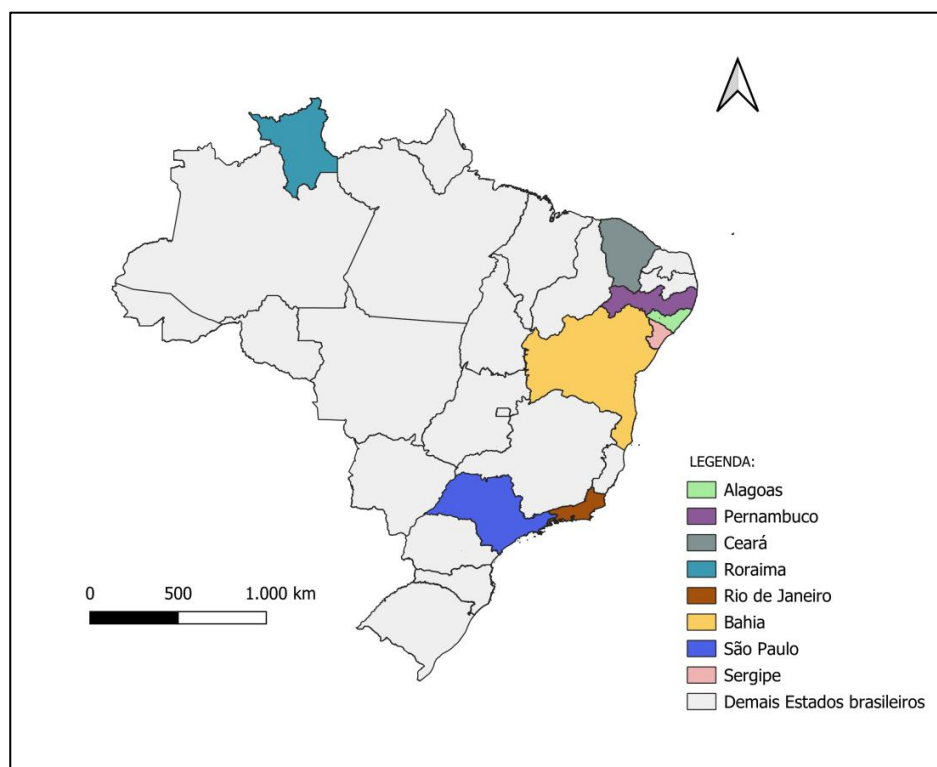 LEGENDA:
Alagoas
Pernambuco
Ceará
Roraima
Rio de Janeiro
Bahia
São Paulo
Sergipe
Demais Estados brasileiros
0 500 1.000 km